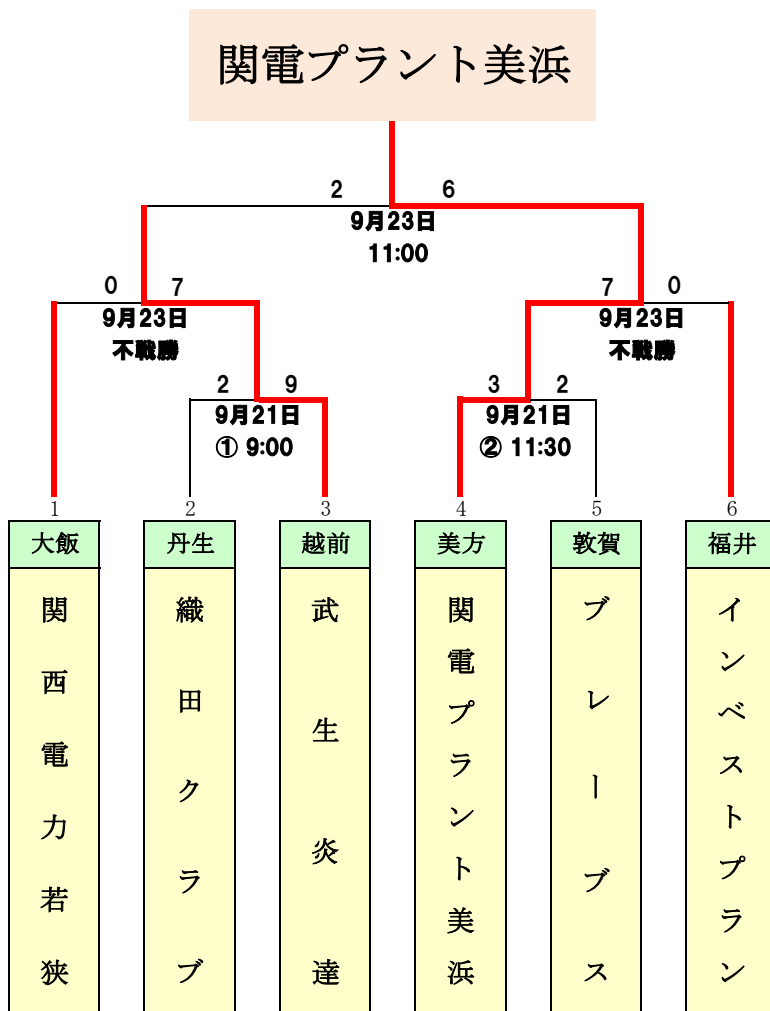 関電プラント美浜
2 6
9月23日
11:00
0 7
9月23日
不戦勝
7 0
9月23日
不戦勝
2 9
9月21日
① 9:00
3 2
9月21日
② 11:30
1 2 3 4 5 6
大飯 丹生 越前 美方 敦賀 福井
関西電力若狭
織田クラブ
武生炎達
関電プラント美浜
ブレーブス
インベストプラン